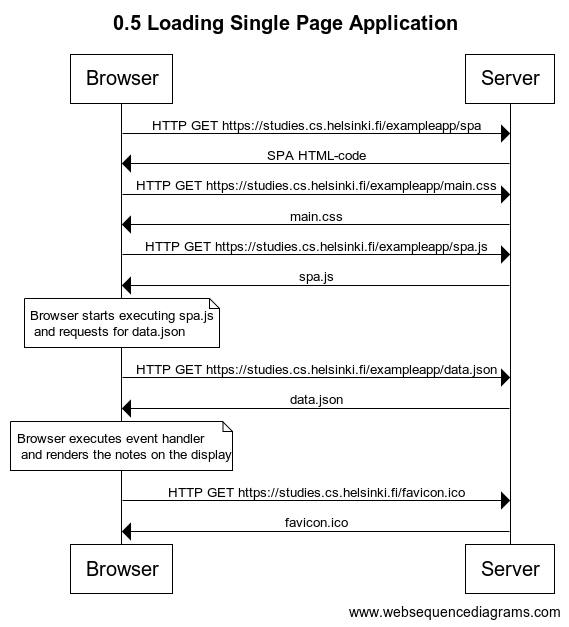 0.5 Loading Single Page Application
Browser
Server
HTTP GET https://studies.cs.helsinki.fi/exampleapp/spa
SPA HTML-code
HTTP GET https://studies.cs.helsinki.fi/exampleapp/main.css
main.css
HTTP GET https://studies.cs.helsinki.fi/exampleapp/spa.js
spa.js
Browser starts executing spa.js
and requests for data.json
HTTP GET https://studies.cs.helsinki.fi/exampleapp/data.json
data.json
Browser executes event handler
and renders the notes on the display
HTTP GET https://studies.cs.helsinki.fi/favicon.ico
favicon.ico
Browser
Server
www.websequencediagrams.com